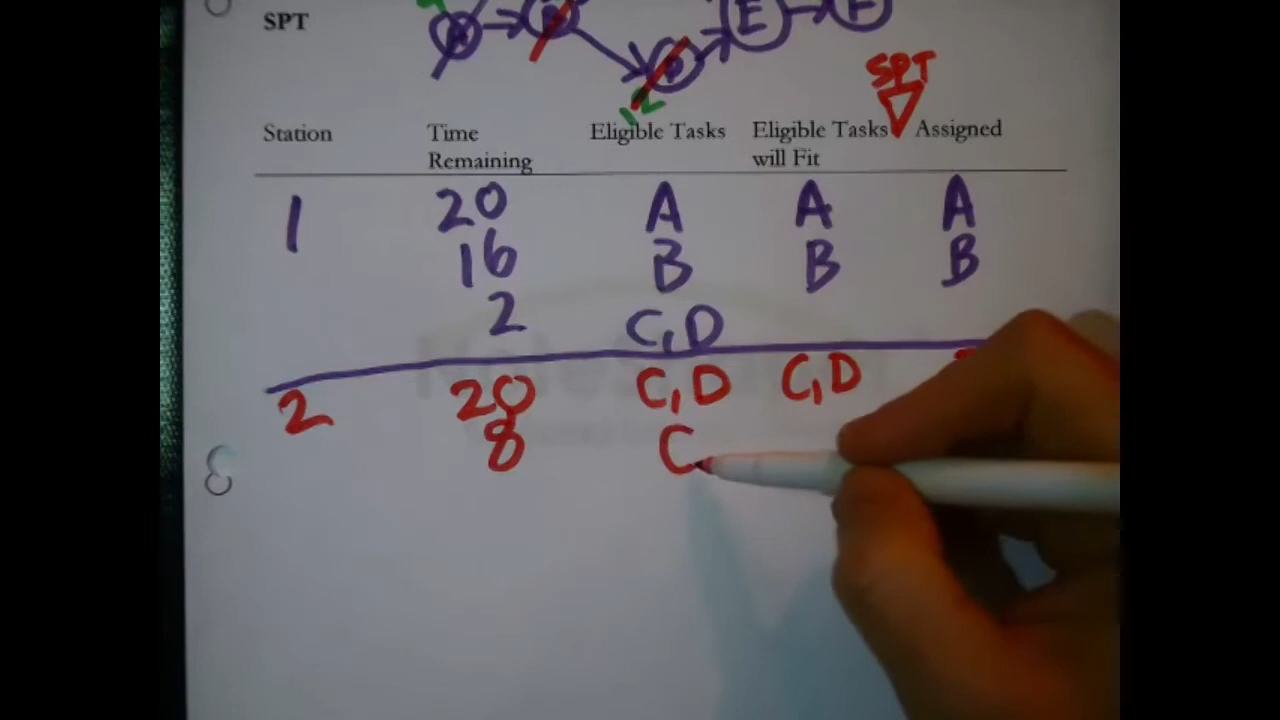 SPT
E F
SPT
12
Station Time Remaining Eligible Tasks Eligible Tasks will Fit Assigned
1 20 A A A
16 B B B
2 C,D
2 20 C,D C,D
8 C